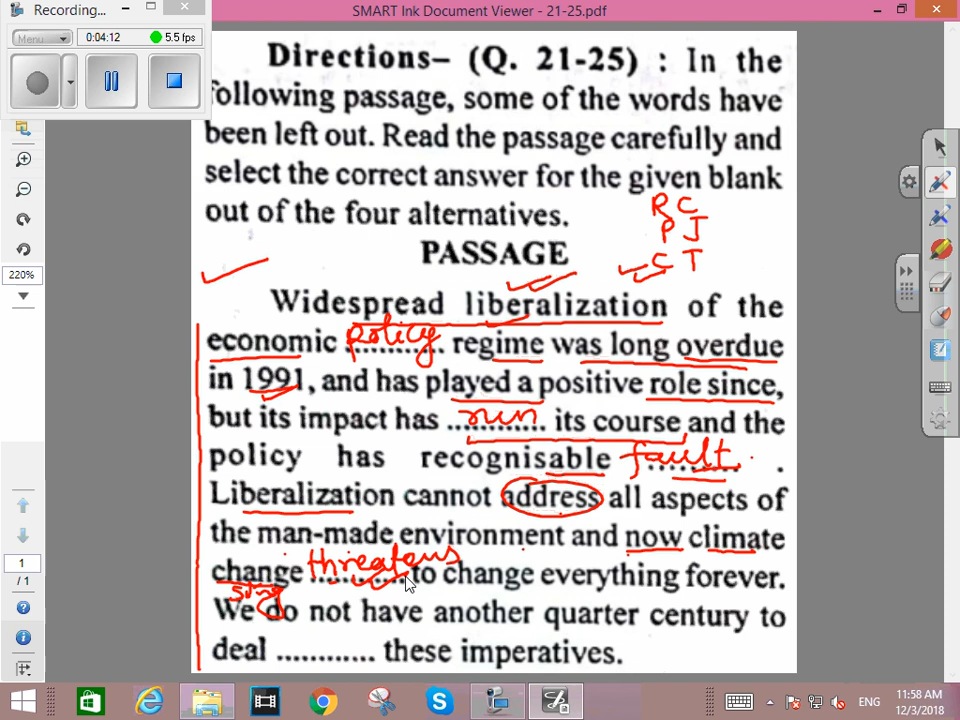 Recording...
SMART Ink Document Viewer - 21-25.pdf
Menu
0:04:12
5.5 fps
Directions– (Q. 21-25) : In the
following passage, some of the words have
been left out. Read the passage carefully and
select the correct answer for the given blank
out of the four alternatives.
R C
P J
C T
PASSAGE
220%
Widespread liberalization of the
economic policy regime was long overdue
in 1991, and has played a positive role since,
but its impact has run its course and the
policy has recognisable fault .
Liberalization cannot address all aspects of
the man-made environment and now climate
change threatens to change everything forever.
sing
We do not have another quarter century to
deal ............ these imperatives.
1
/ 1
ENG
11:58 AM
12/3/2018